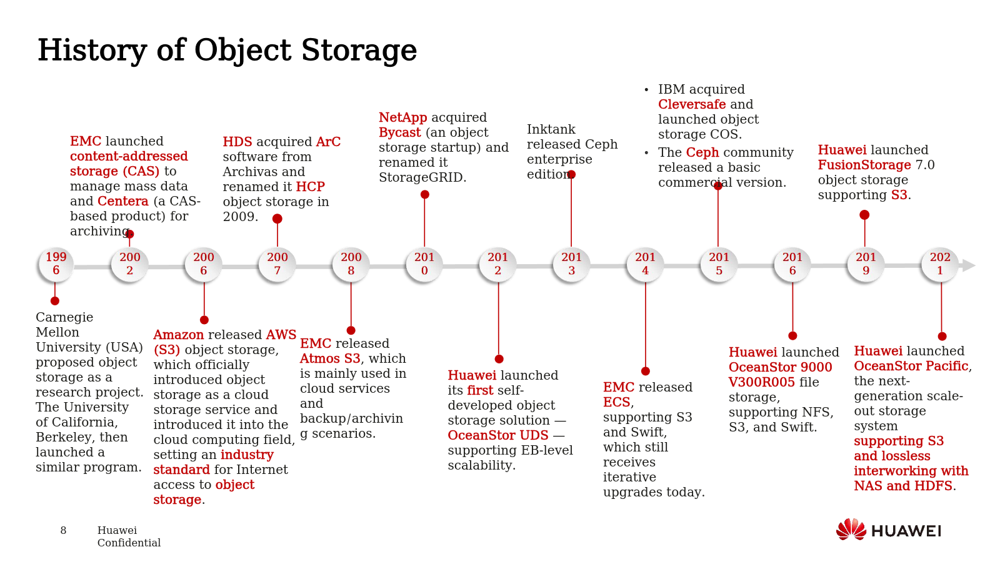 History of Object Storage
EMC launched
content-addressed
storage (CAS) to
manage mass data
and Centera (a CAS-
based product) for
archiving.
HDS acquired ArC
software from
Archivas and
renamed it HCP
object storage in
2009.
NetApp acquired
Bycast (an object
storage startup) and
renamed it
StorageGRID.
Inktank
released Ceph
enterprise
edition
• IBM acquired
Cleversafe and
launched object
storage COS.
• The Ceph community
released a basic
commercial version.
Huawei launched
FusionStorage 7.0
object storage
supporting S3.
199
6
200
2
200
6
200
7
200
8
201
0
201
2
201
3
201
4
201
5
201
6
201
9
202
1
Carnegie
Mellon
University (USA)
proposed object
storage as a
research project.
The University
of California,
Berkeley, then
launched a
similar program.
Amazon released AWS
(S3) object storage,
which officially
introduced object
storage as a cloud
storage service and
introduced it into the
cloud computing field,
setting an industry
standard for Internet
access to object
storage.
EMC released
Atmos S3, which
is mainly used in
cloud services
and
backup/archivin
g scenarios.
Huawei launched
its first self-
developed object
storage solution —
OceanStor UDS —
supporting EB-level
scalability.
EMC released
ECS,
supporting S3
and Swift,
which still
receives
iterative
upgrades today.
Huawei launched
OceanStor 9000
V300R005 file
storage,
supporting NFS,
S3, and Swift.
Huawei launched
OceanStor Pacific,
the next-
generation scale-
out storage
system
supporting S3
and lossless
interworking with
NAS and HDFS.
8
Huawei
Confidential
HUAWEI